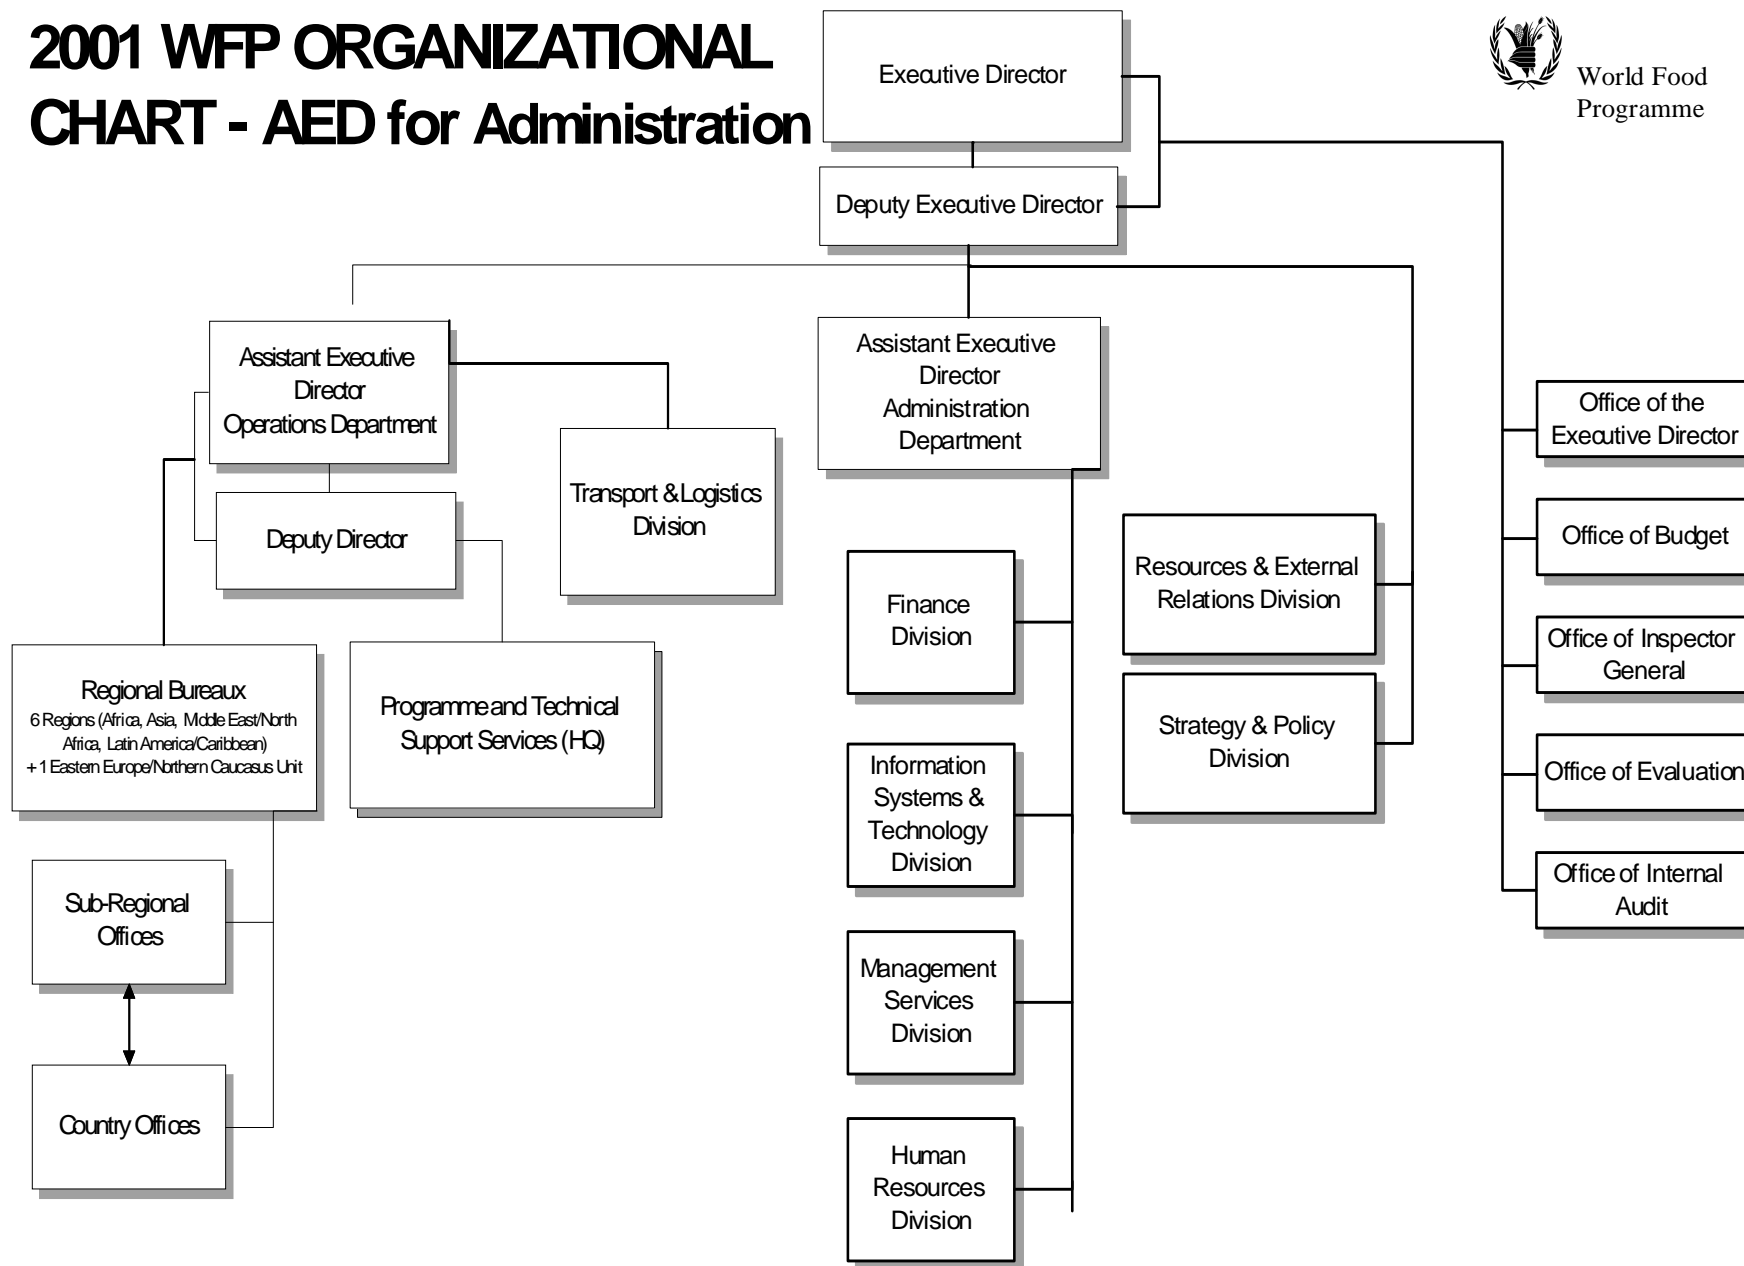 2001 WFP ORGANIZATIONAL
CHART - AED for Administration
World Food
Programme
Executive Director
Deputy Executive Director
Assistant Executive
Director
Operations Department
Assistant Executive
Director
Administration
Department
Office of the
Executive Director
Transport & Logistics
Division
Deputy Director
Resources & External
Relations Division
Office of Budget
Finance
Division
Office of Inspector
General
Regional Bureaux
6 Regions (Africa, Asia, Middle East/North
Africa, Latin America/Caribbean)
+ 1 Eastern Europe/Northern Caucasus Unit
Programme and Technical
Support Services (HQ)
Strategy & Policy
Division
Office of Evaluation
Information
Systems &
Technology
Division
Office of Internal
Audit
Sub-Regional
Offices
Management
Services
Division
Country Offices
Human
Resources
Division